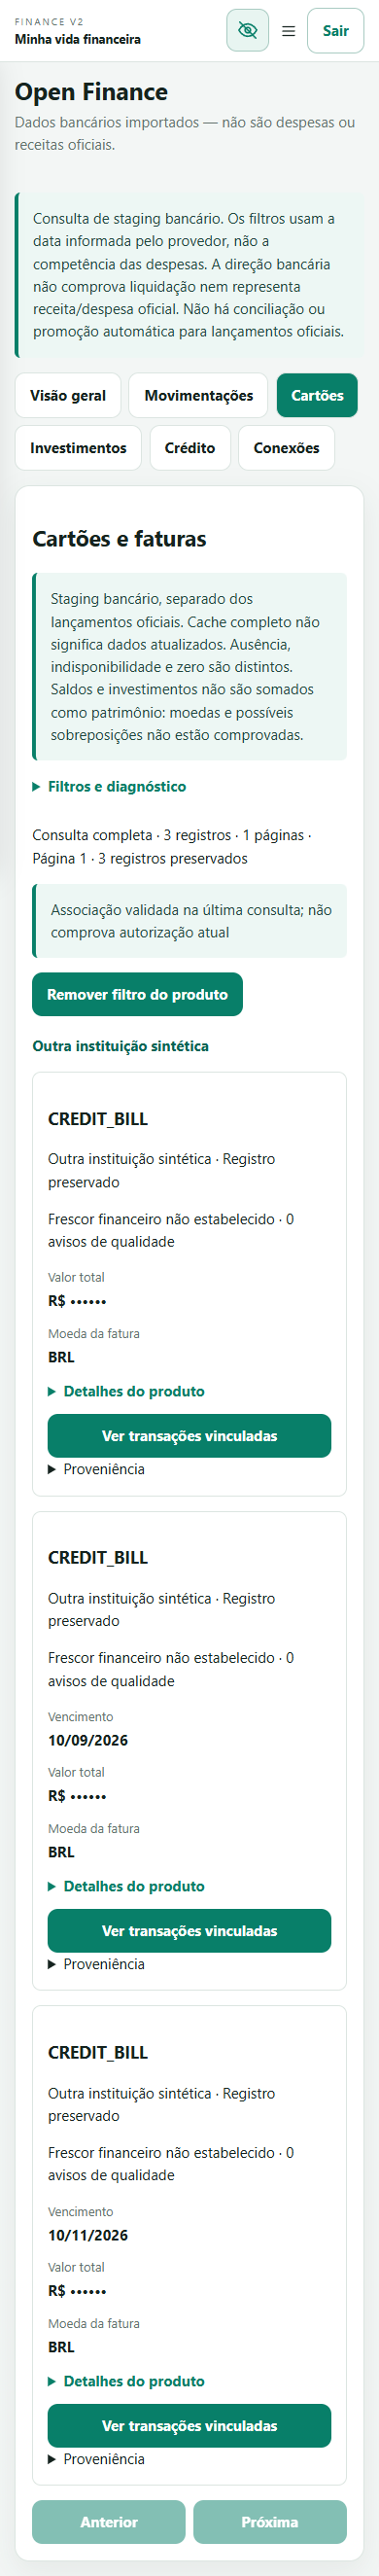 FINANCE V2
Minha vida financeira
Sair
Open Finance
Dados bancários importados — não são despesas ou
receitas oficiais.
Consulta de staging bancário. Os filtros usam a
data informada pelo provedor, não a
competência das despesas. A direção bancária
não comprova liquidação nem representa
receita/despesa oficial. Não há conciliação ou
promoção automática para lançamentos oficiais.
Visão geral
Movimentações
Cartões
Investimentos
Crédito
Conexões
Cartões e faturas
Staging bancário, separado dos
lançamentos oficiais. Cache completo não
significa dados atualizados. Ausência,
indisponibilidade e zero são distintos.
Saldos e investimentos não são somados
como patrimônio: moedas e possíveis
sobreposições não estão comprovadas.
▶ Filtros e diagnóstico
Consulta completa · 3 registros · 1 páginas ·
Página 1 · 3 registros preservados
Associação validada na última consulta; não
comprova autorização atual
Remover filtro do produto
Outra instituição sintética
CREDIT_BILL
Outra instituição sintética · Registro
preservado
Frescor financeiro não estabelecido · 0
avisos de qualidade
Valor total
R$ ••••••
Moeda da fatura
BRL
▶ Detalhes do produto
Ver transações vinculadas
▶ Proveniência
CREDIT_BILL
Outra instituição sintética · Registro
preservado
Frescor financeiro não estabelecido · 0
avisos de qualidade
Vencimento
10/09/2026
Valor total
R$ ••••••
Moeda da fatura
BRL
▶ Detalhes do produto
Ver transações vinculadas
▶ Proveniência
CREDIT_BILL
Outra instituição sintética · Registro
preservado
Frescor financeiro não estabelecido · 0
avisos de qualidade
Vencimento
10/11/2026
Valor total
R$ ••••••
Moeda da fatura
BRL
▶ Detalhes do produto
Ver transações vinculadas
▶ Proveniência
Anterior
Próxima